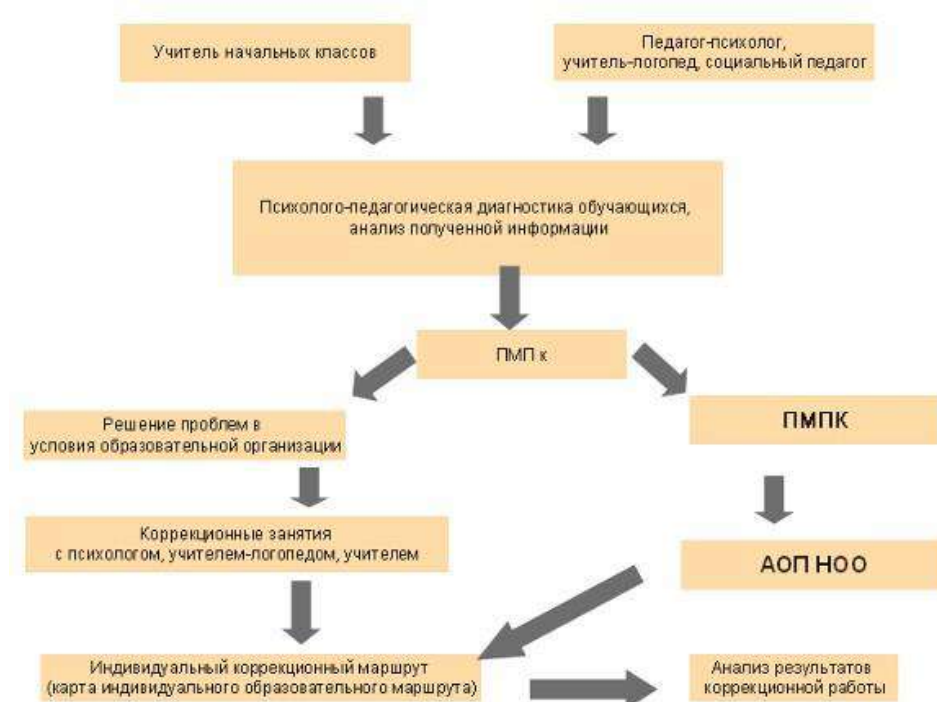 Учитель начальных классов
Педагог-психолог,
учитель-логопед, социальный педагог
Психолого-педагогическая диагностика обучающихся,
анализ полученной информации
ПМП к
Решение проблем в
условия образовательной организации
ПМПК
Коррекционные занятия
с психологом, учителем-логопедом, учителем
АОП НОО
Индивидуальный коррекционный маршрут
(карта индивидуального образовательного маршрута)
Анализ результатов
коррекционной работы